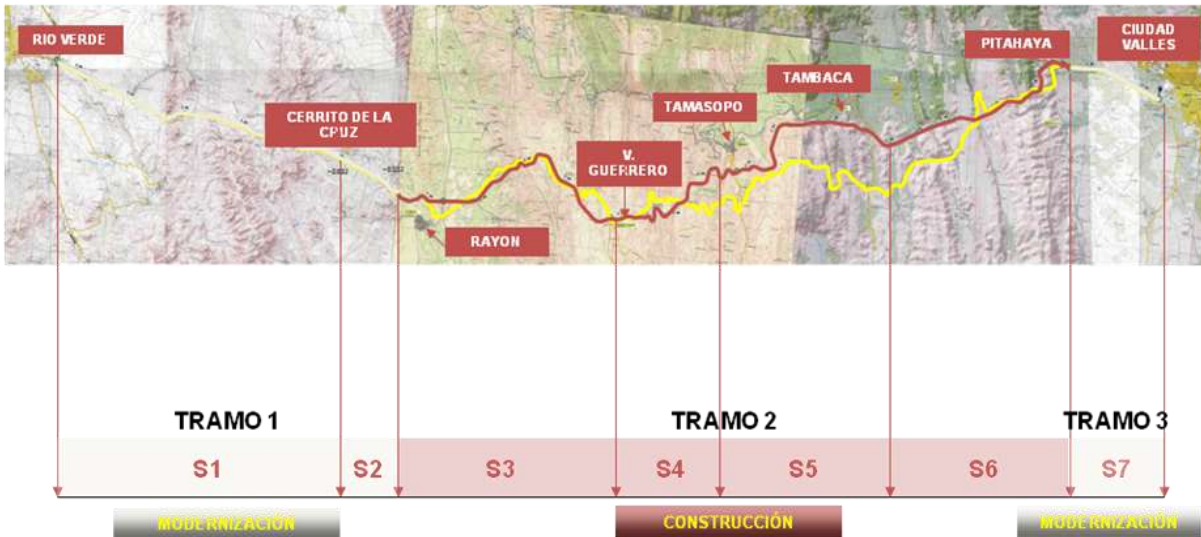 RIO VERDE
CERRITO DE LA
CRUZ
RAYON
V.
GUERRERO
TAMASOPO
TAMBACA
PITAHAYA
CIUDAD
VALLES
TRAMO 1
TRAMO 2
TRAMO 3
S1
S2
S3
S4
S5
S6
S7
MODERNIZACIÓN
CONSTRUCCIÓN
MODERNIZACIÓN